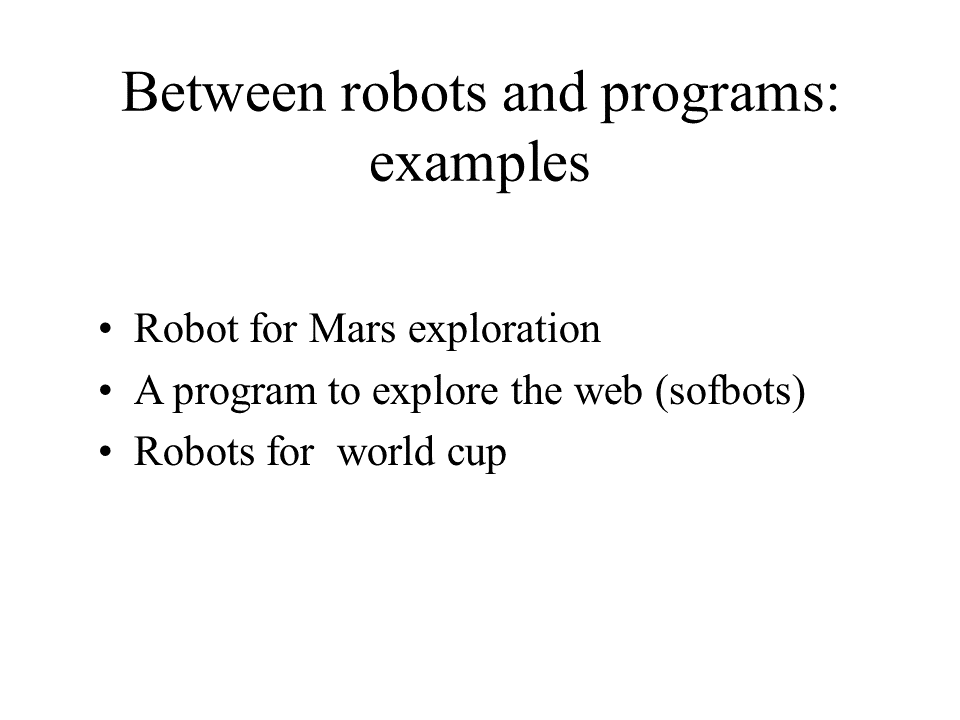 Between robots and programs:
examples
• Robot for Mars exploration
• A program to explore the web (sofbots)
• Robots for  world cup